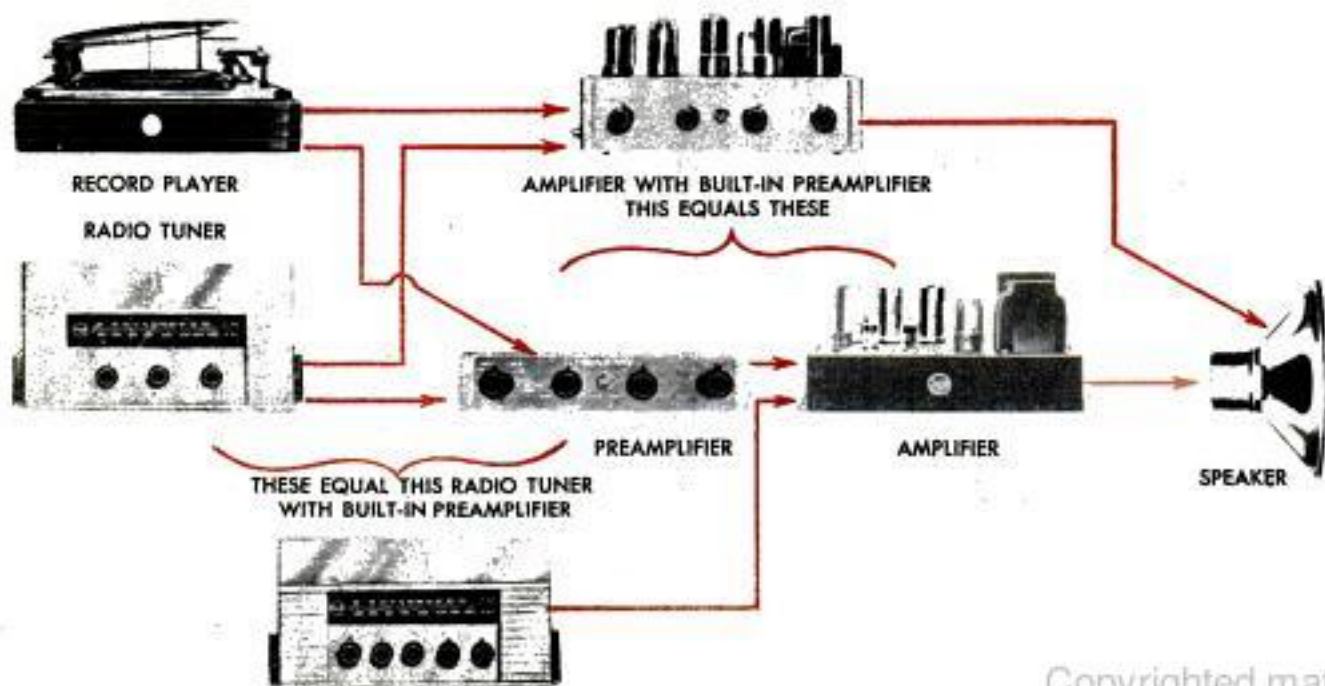 RECORD PLAYER
RADIO TUNER
AMPLIFIER WITH BUILT-IN PREAMPLIFIER
THIS EQUALS THESE
PREAMPLIFIER
AMPLIFIER
SPEAKER
THESE EQUAL THIS RADIO TUNER
WITH BUILT-IN PREAMPLIFIER
Copyrighted mat